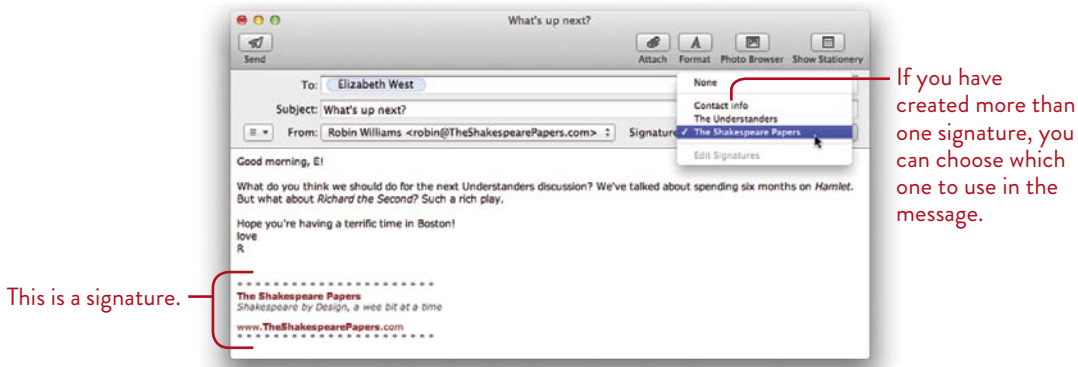 What's up next?
Send
Attach Format Photo Browser Show Stationery
To: Elizabeth West
Subject: What's up next?
From: Robin Williams <robin@TheShakespearePapers.com> Signature
None
Contact info
The Understanders
✓ The Shakespeare Papers
Edit Signatures
Good morning, E!
What do you think we should do for the next Understanders discussion? We've talked about spending six months on Hamlet.
But what about Richard the Second? Such a rich play.
Hope you're having a terrific time in Boston!
love
R
The Shakespeare Papers
Shakespeare by Design, a wee bit at a time
www.TheShakespearePapers.com
This is a signature.
If you have
created more than
one signature, you
can choose which
one to use in the
message.